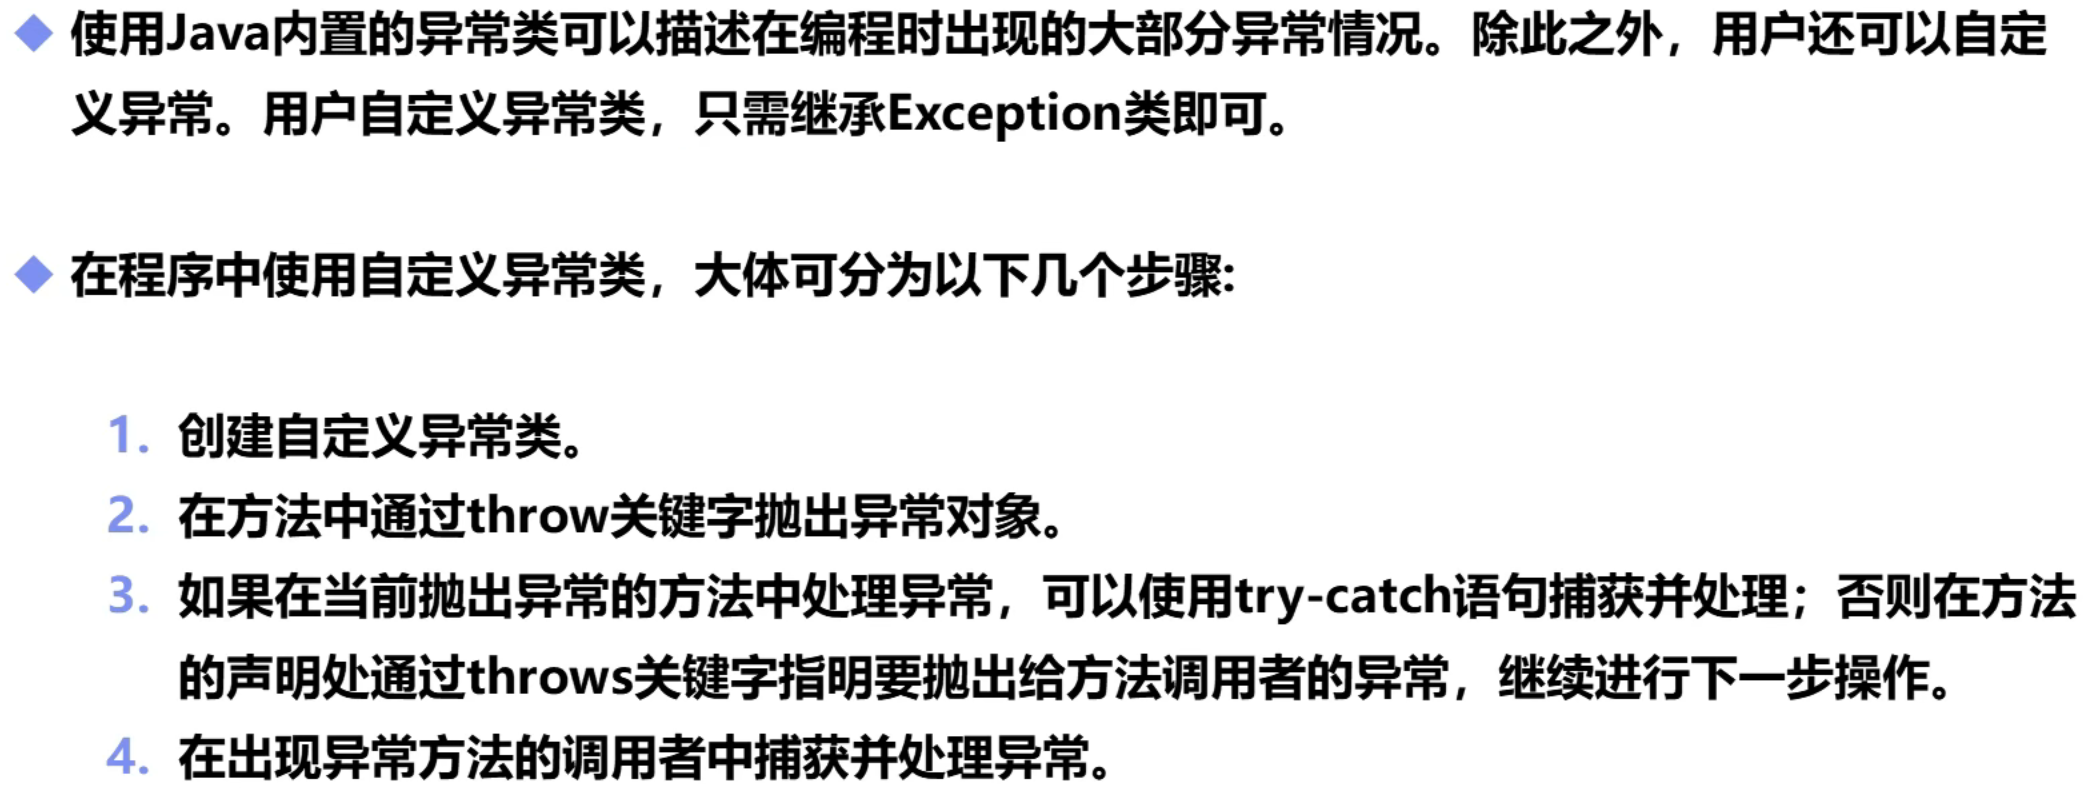 ◆ 使用Java内置的异常类可以描述在编程时出现的大部分异常情况。除此之外，用户还可以自定
义异常。用户自定义异常类，只需继承Exception类即可。
◆ 在程序中使用自定义异常类，大体可分为以下几个步骤:
1. 创建自定义异常类。
2. 在方法中通过throw关键字抛出异常对象。
3. 如果在当前抛出异常的方法中处理异常，可以使用try-catch语句捕获并处理；否则在方法
的声明处通过throws关键字指明要抛出给方法调用者的异常，继续进行下一步操作。
4. 在出现异常方法的调用者中捕获并处理异常。